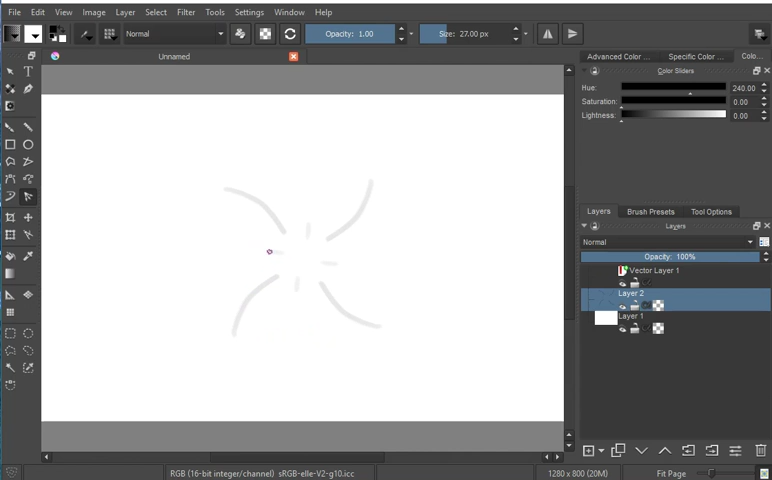 File Edit View Image Layer Select Filter Tools Settings Window Help
Normal Opacity: 1.00 Size: 27.00 px
Unnamed
Advanced Color ... Specific Color ... Colo...
Color Sliders
Hue: 240.00
Saturation: 0.00
Lightness: 0.00
Layers Brush Presets Tool Options
Layers
Normal
Opacity: 100%
Vector Layer 1
Layer 2
Layer 1
RGB (16-bit integer/channel) sRGB-elle-V2-g10.icc 1280 x 800 (20M) Fit Page